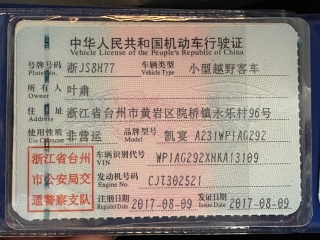 中华人民共和国机动车行驶证
Vehicle License of the People's Republic of China
号牌号码 浙JS8H77 车辆类型 小型越野客车
Plate No. Vehicle Type
所有人 叶肃
Owner
住址 浙江省台州市黄岩区院桥镇永乐村96号
Address
使用性质 非营运 品牌型号 凯宴 A231WP1AG292
Use Character Model
浙江省台州 车辆识别代号 WP1AG292XHKA13109
VIN
市公安局交 发动机号码 CJT302521
Engine No.
通警察支队 注册日期 2017-08-09 发证日期 2017-08-09
Register Date Issue Date